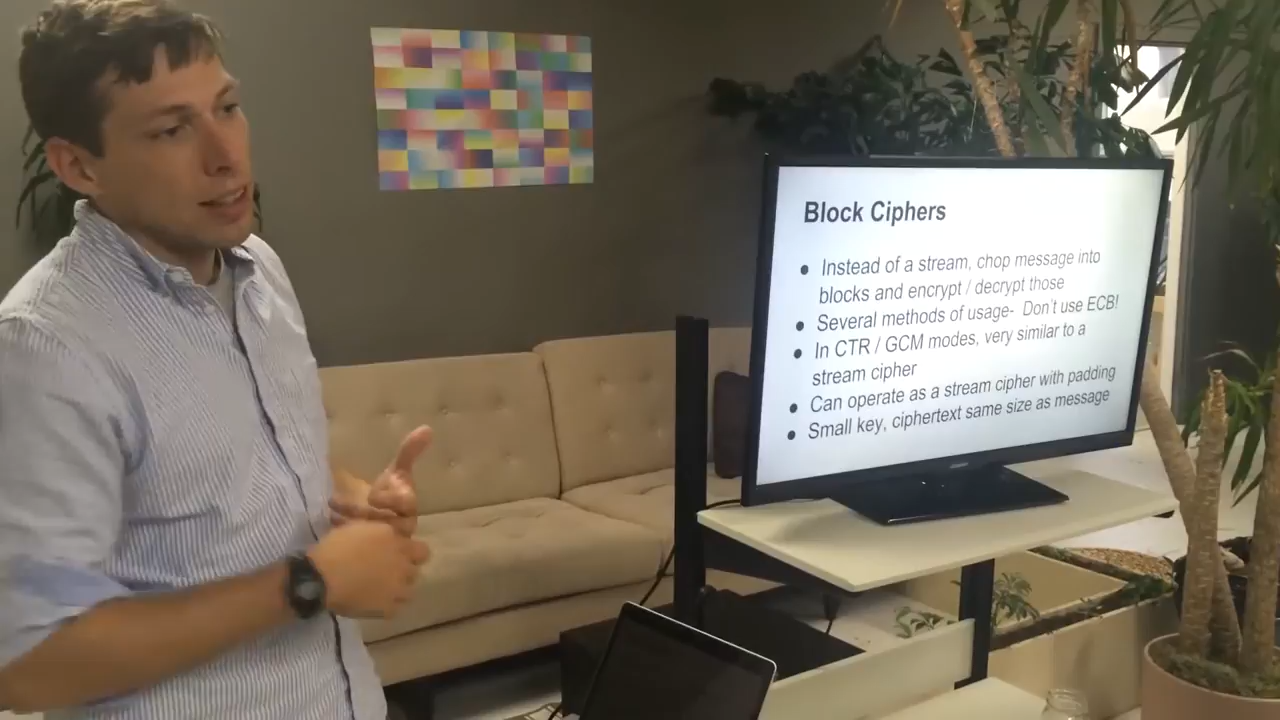 Block Ciphers
● Instead of a stream, chop message into
blocks and encrypt / decrypt those
● Several methods of usage- Don't use ECB!
● In CTR / GCM modes, very similar to a
stream cipher
● Can operate as a stream cipher with padding
● Small key, ciphertext same size as message